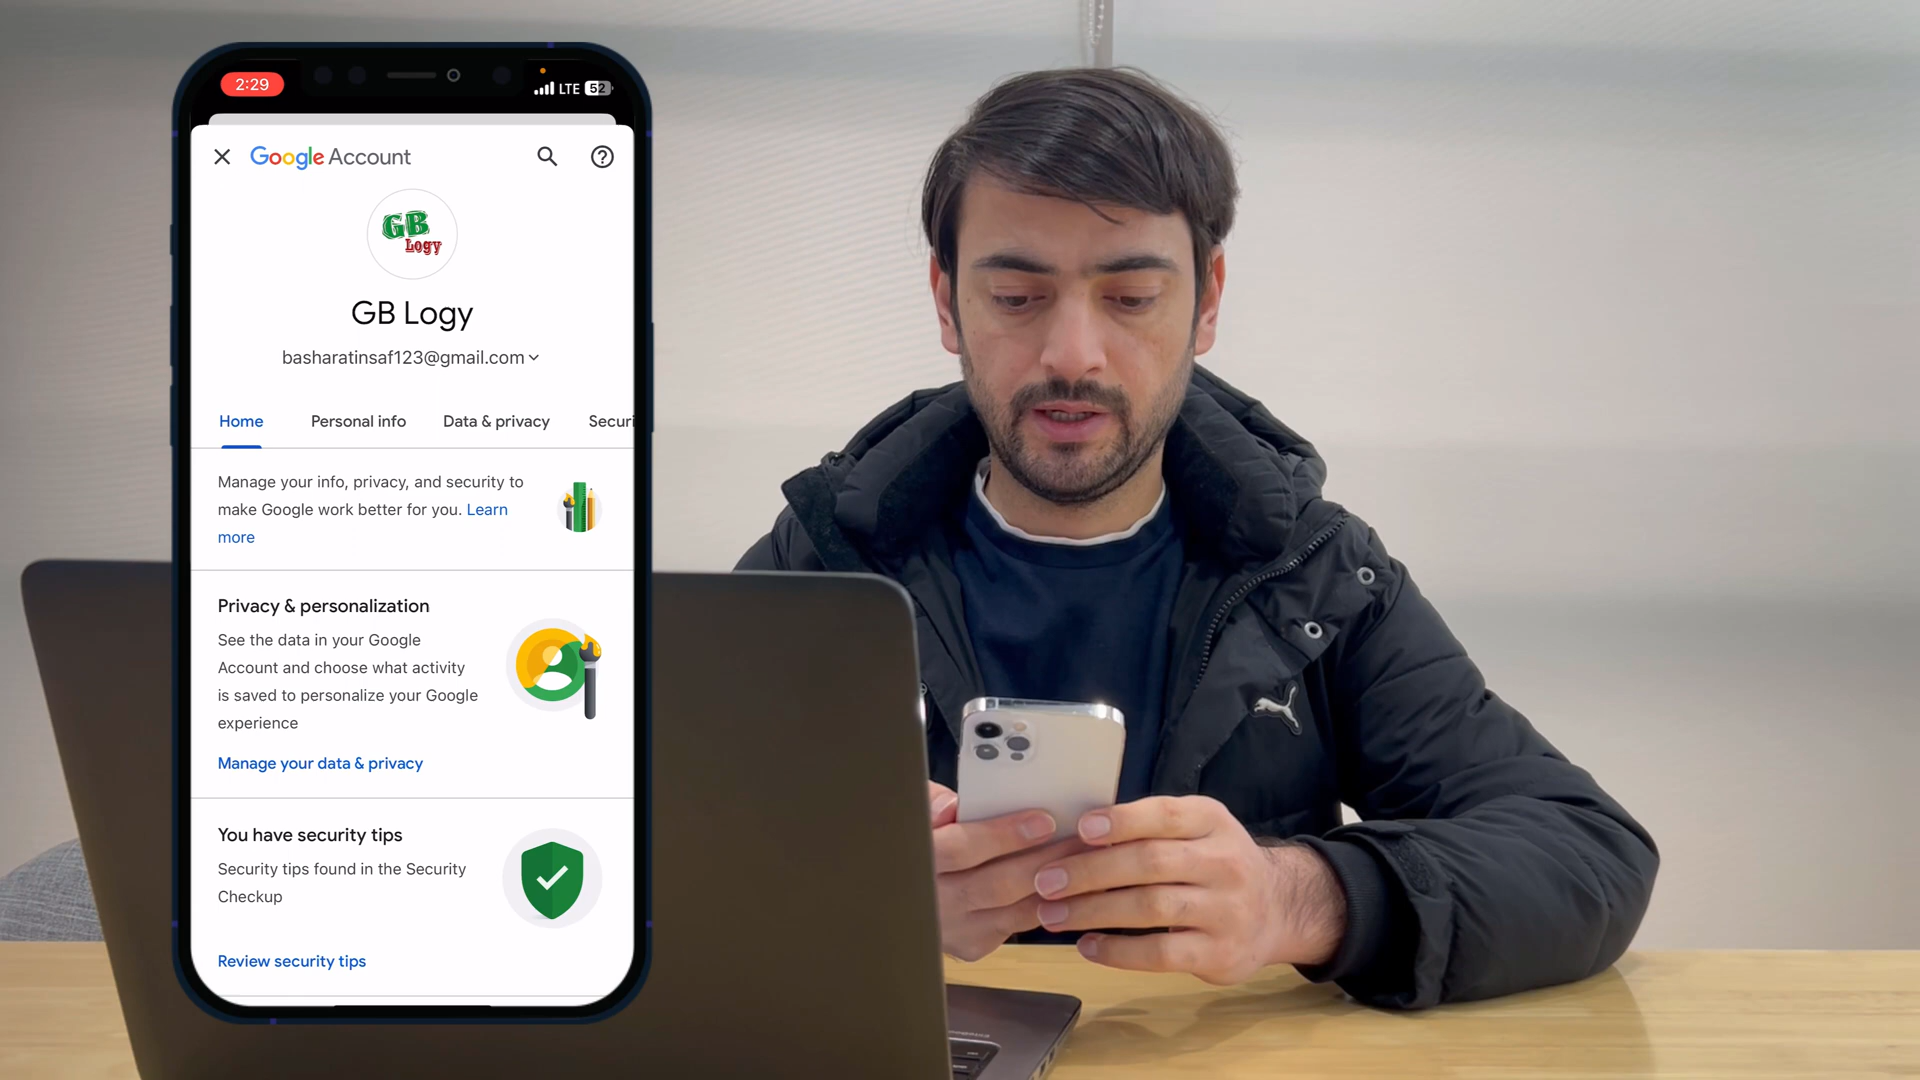 2:29
LTE 52
Google Account
GB
Logy
GB Logy
basharatinsaf123@gmail.com
Home Personal info Data & privacy Securi
Manage your info, privacy, and security to
make Google work better for you. Learn
more
Privacy & personalization
See the data in your Google
Account and choose what activity
is saved to personalize your Google
experience
Manage your data & privacy
You have security tips
Security tips found in the Security
Checkup
Review security tips